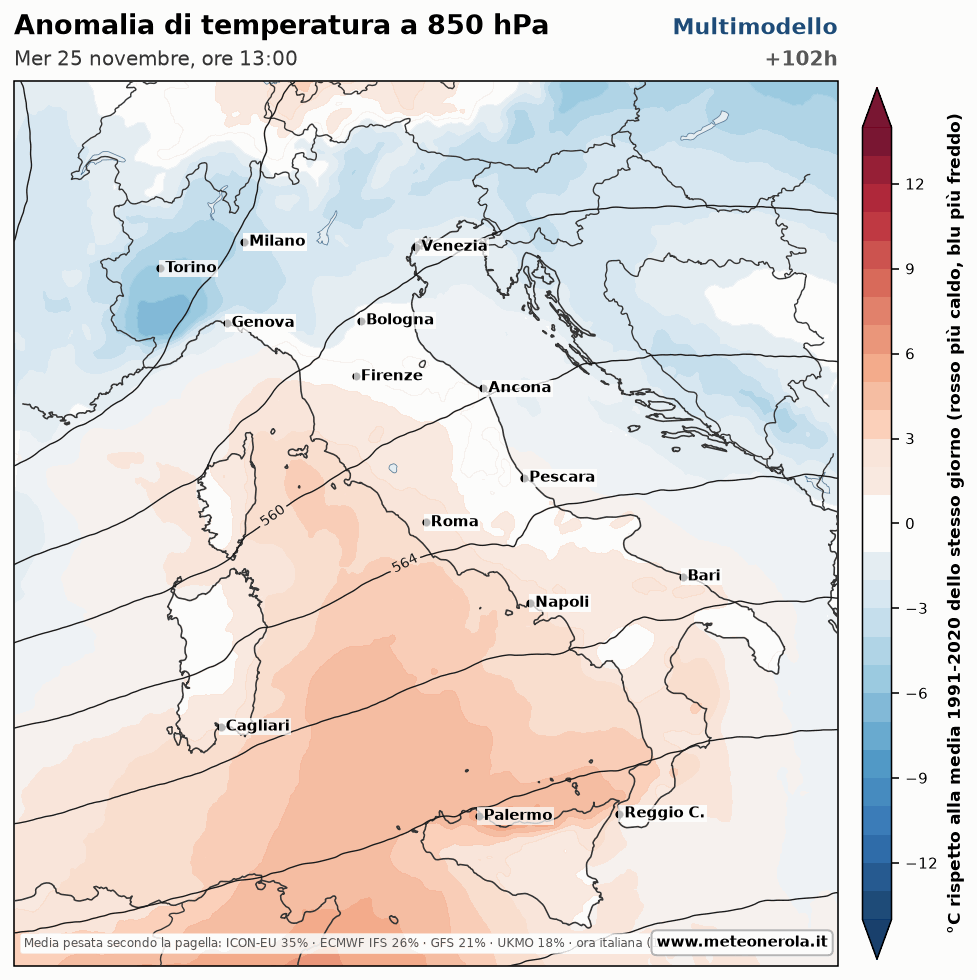 Anomalia di temperatura a 850 hPa
Multimodello
Mer 25 novembre, ore 13:00
+102h
Milano
Venezia
Torino
Genova
Bologna
Firenze
Ancona
Pescara
560
Roma
564
Bari
Napoli
Cagliari
Palermo
Reggio C.
12
9
6
3
0
−3
−6
−9
−12
°C rispetto alla media 1991-2020 dello stesso giorno (rosso più caldo, blu più freddo)
Media pesata secondo la pagella: ICON-EU 35% · ECMWF IFS 26% · GFS 21% · UKMO 18% · ora italiana (
www.meteonerola.it